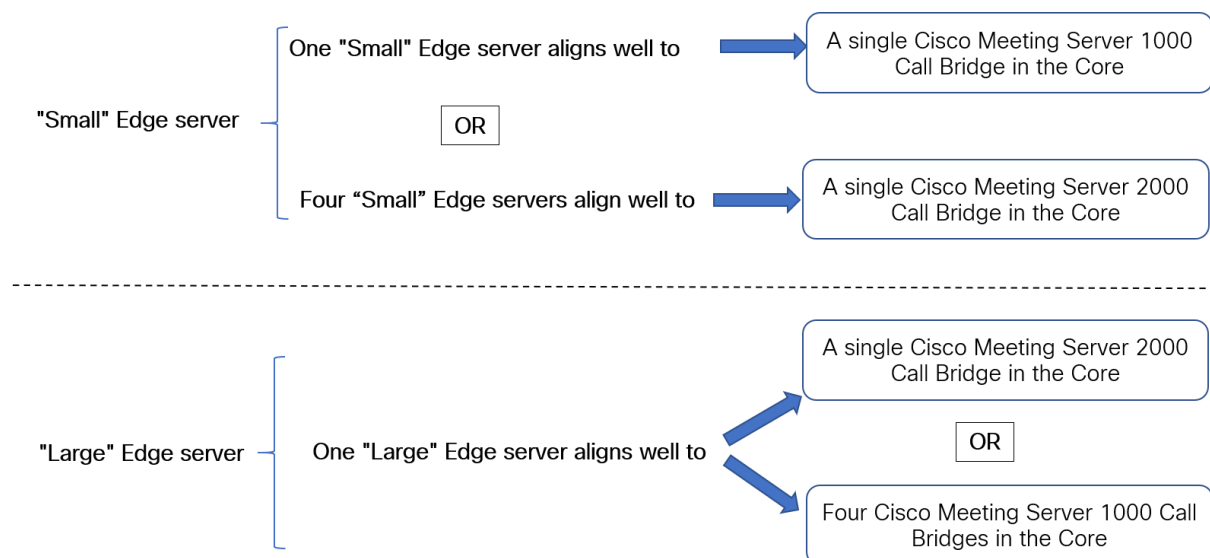 One "Small" Edge server aligns well to
A single Cisco Meeting Server 1000
Call Bridge in the Core
"Small" Edge server
OR
Four “Small” Edge servers align well to
A single Cisco Meeting Server 2000
Call Bridge in the Core
"Large" Edge server
One "Large" Edge server aligns well to
A single Cisco Meeting Server 2000
Call Bridge in the Core
OR
Four Cisco Meeting Server 1000 Call
Bridges in the Core